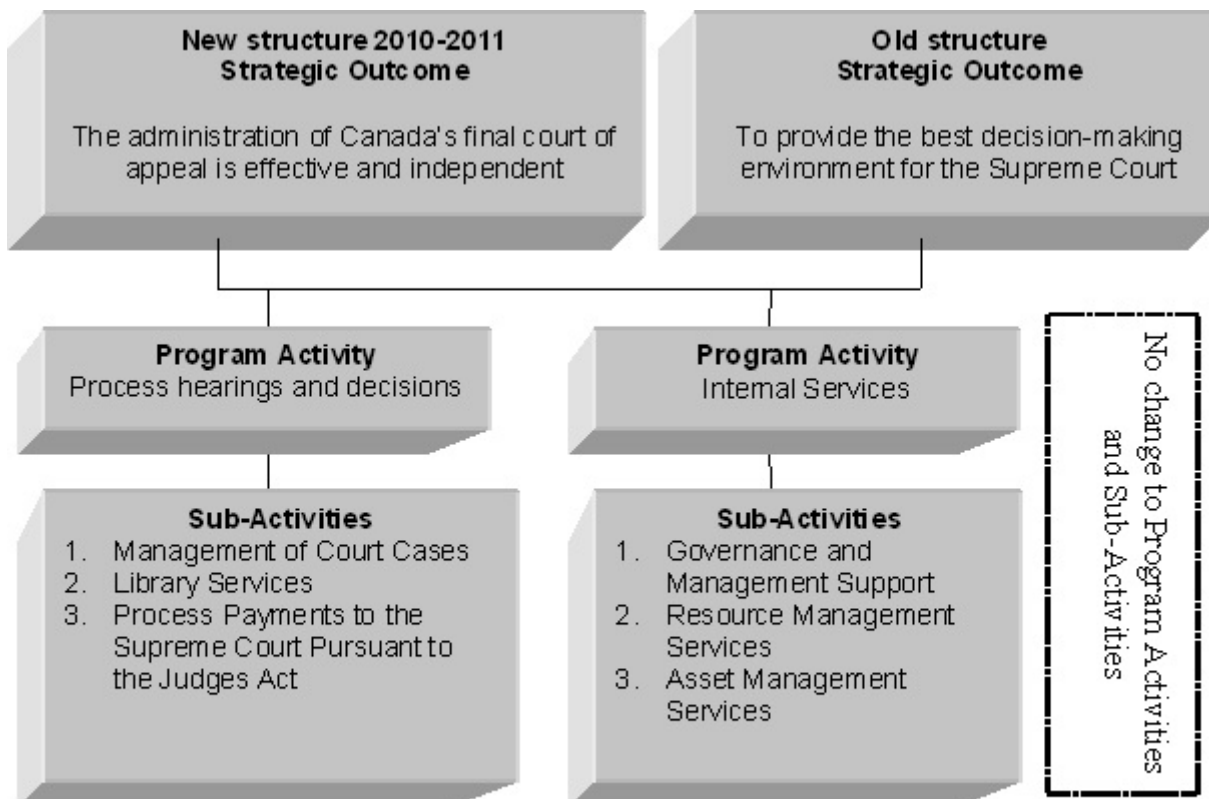 New structure 2010-2011
Strategic Outcome
The administration of Canada's final court of
appeal is effective and independent
Old structure
Strategic Outcome
To provide the best decision-making
environment for the Supreme Court
Program Activity
Process hearings and decisions
Program Activity
Internal Services
Sub-Activities
1. Management of Court Cases
2. Library Services
3. Process Payments to the
Supreme Court Pursuant to
the Judges Act
Sub-Activities
1. Governance and
Management Support
2. Resource Management
Services
3. Asset Management
Services
No change to Program Activities
and Sub-Activities